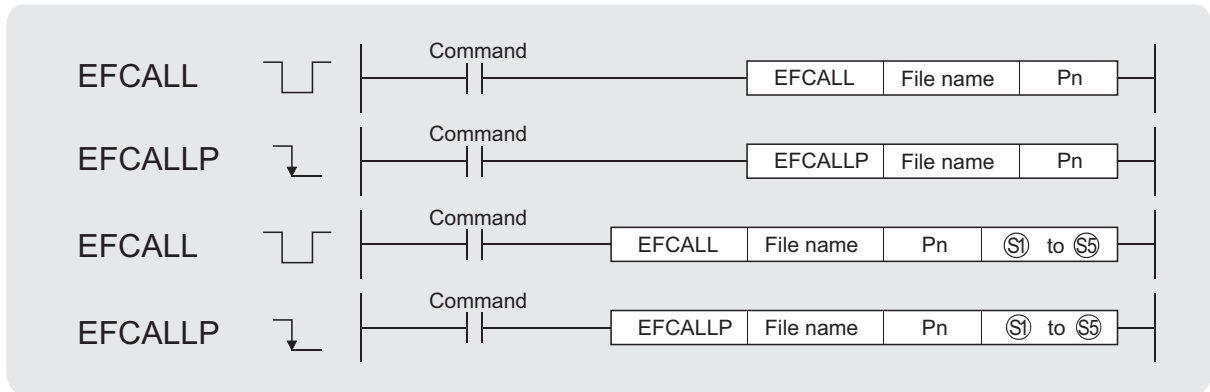 Command
EFCALL EFCALL File name Pn
Command
EFCALLP EFCALLP File name Pn
Command
EFCALL EFCALL File name Pn S1 to S5
Command
EFCALLP EFCALLP File name Pn S1 to S5